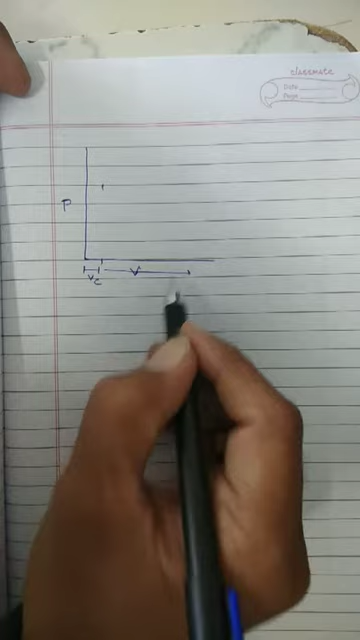 classmate
Date
Page
P
Vc
V